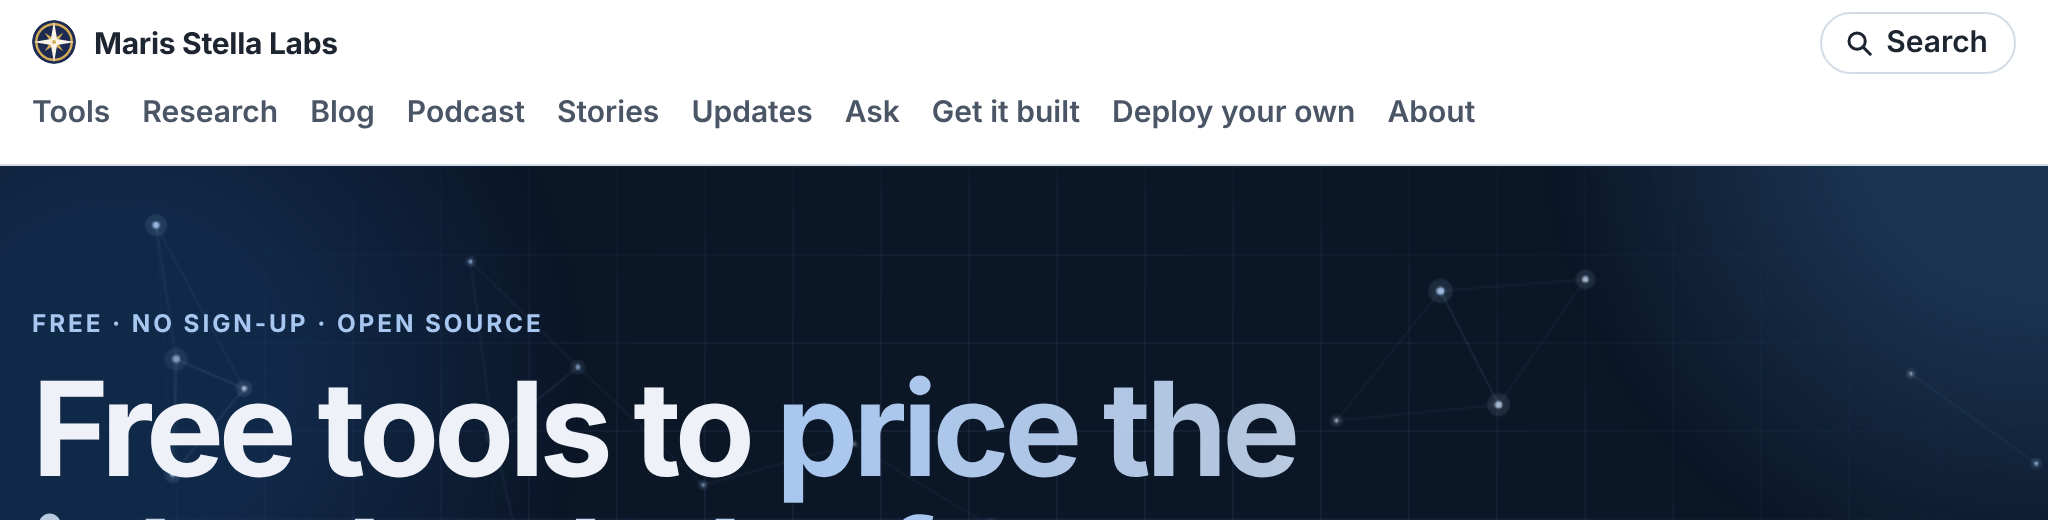 Maris Stella Labs
Search
Tools Research Blog Podcast Stories Updates Ask Get it built Deploy your own About
FREE · NO SIGN-UP · OPEN SOURCE
Free tools to price the